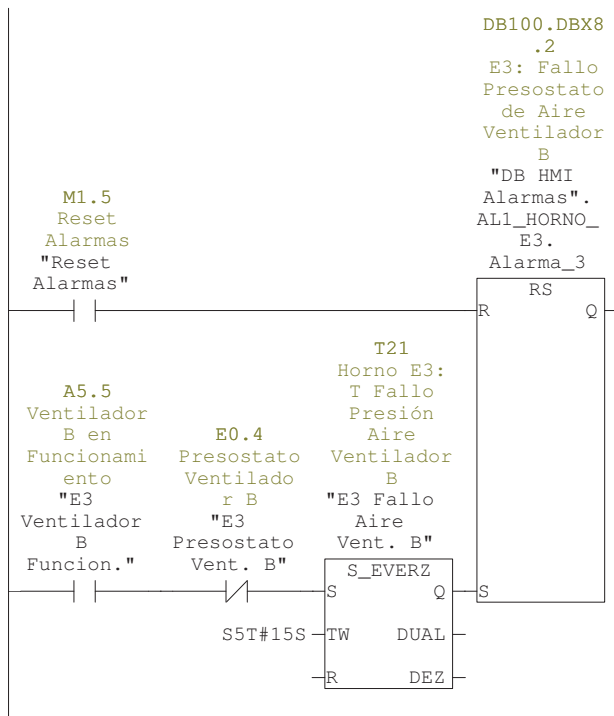 DB100.DBX8
.2
E3: Fallo
Presostato
de Aire
Ventilador
B
"DB HMI
Alarmas".
AL1_HORNO_
E3.
Alarma_3
M1.5
Reset
Alarmas
"Reset
Alarmas"
RS
R Q
T21
Horno E3:
T Fallo
Presión
Aire
Ventilador
B
"E3 Fallo
Aire
Vent. B"
A5.5
Ventilador
B en
Funcionami
ento
"E3
Ventilador
B
Funcion."
E0.4
Presostato
Ventilado
r B
"E3
Presostato
Vent. B"
S_EVERZ
S Q
S
S5T#15S
TW DUAL
R DEZ